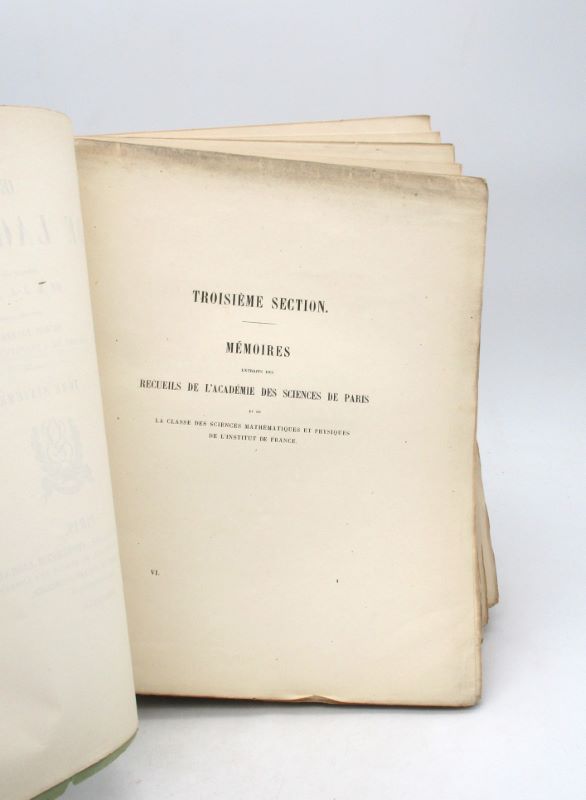 TROISIÈME SECTION.
MÉMOIRES
EXTRAITS DES
RECUEILS DE L'ACADÉMIE DES SCIENCES DE PARIS
ET DE
LA CLASSE DES SCIENCES MATHÉMATIQUES ET PHYSIQUES
DE L'INSTITUT DE FRANCE.
VI.
1